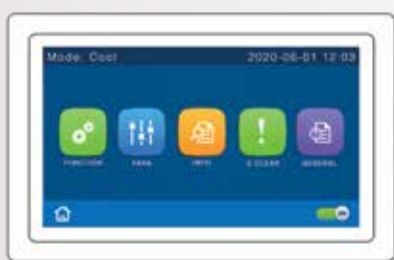 Mode: Cool 2020-06-01 12:03
FUNCTION PARA INFO E CLEAR GENERAL